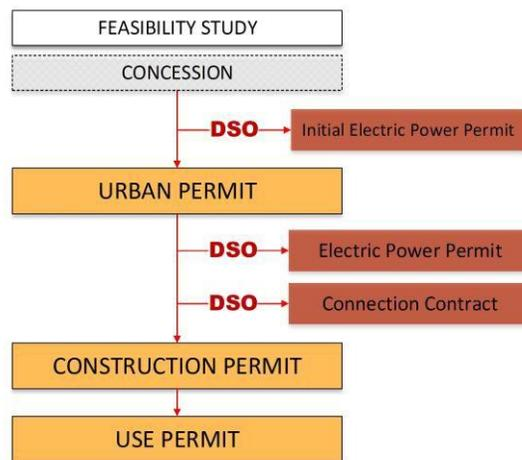 FEASIBILITY STUDY
CONCESSION
DSO
Initial Electric Power Permit
URBAN PERMIT
DSO
Electric Power Permit
DSO
Connection Contract
CONSTRUCTION PERMIT
USE PERMIT